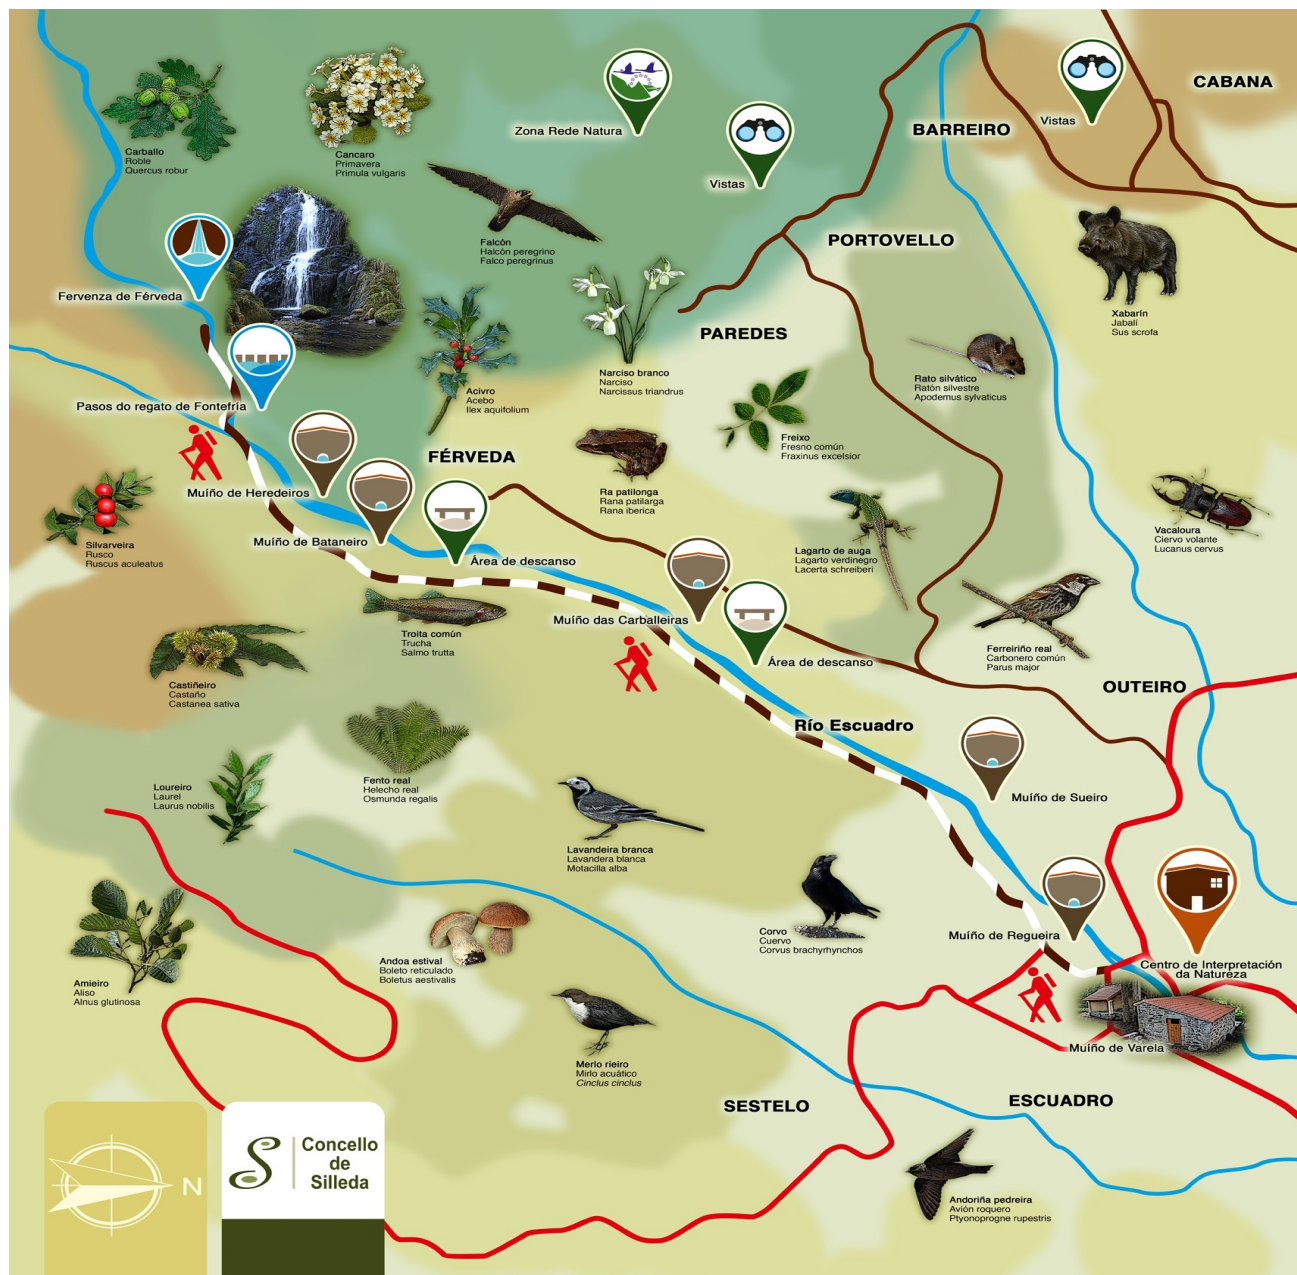 CABANA
Vistas
BARREIRO
Zona Rede Natura
Carballo
Roble
Quercus robur
Cancaro
Primavera
Primula vulgaris
Vistas
Falcón
Halcón peregrino
Falco peregrinus
PORTOVELLO
Fervenza de Férveda
Xabarín
Jabalí
Sus scrofa
PAREDES
Narciso branco
Narciso
Narcissus triandrus
Rato silvático
Ratón silvestre
Apodemus sylvaticus
Acivro
Acebo
Ilex aquifolium
Pasos do regato de Fontefría
Freixo
Fresno común
Fraxinus excelsior
FÉRVEDA
Muíño de Heredeiros
Ra patilonga
Rana patilarga
Rana iberica
Vacaloura
Ciervo volante
Lucanus cervus
Muíño de Bataneiro
Silvarveira
Rusco
Ruscus aculeatus
Área de descanso
Lagarto de auga
Lagarto verdinegro
Lacerta schreiberi
Muíño das Carballeiras
Troita común
Trucha
Salmo trutta
Área de descanso
Ferreiriño real
Carbonero común
Parus major
Castiñeiro
Castaño
Castanea sativa
OUTEIRO
Río Escuadro
Fento real
Helecho real
Osmunda regalis
Loureiro
Laurel
Laurus nobilis
Muíño de Sueiro
Lavandeira branca
Lavandera blanca
Motacilla alba
Corvo
Cuervo
Corvus brachyrhynchos
Muíño de Regueira
Andoa estival
Boleto reticulado
Boletus aestivalis
Centro de Interpretación
da Natureza
Amieiro
Aliso
Alnus glutinosa
Muíño de Varela
Merlo rieiro
Mirlo acuático
Cinclus cinclus
SESTELO
ESCUADRO
N
S
Concello
de
Silleda
Andoriña pedreira
Avión roquero
Ptyonoprogne rupestris